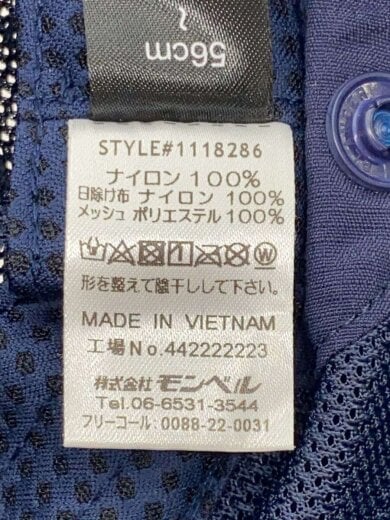 56cm
~
STYLE#1118286
ナイロン 100%
日除け布 ナイロン 100%
メッシュ ポリエステル 100%
形を整えて陰干しして下さい。
MADE IN VIETNAM
工場No.442222223
株式会社 モンベル
Tel.06-6531-3544
フリーコール:0088-22-0031